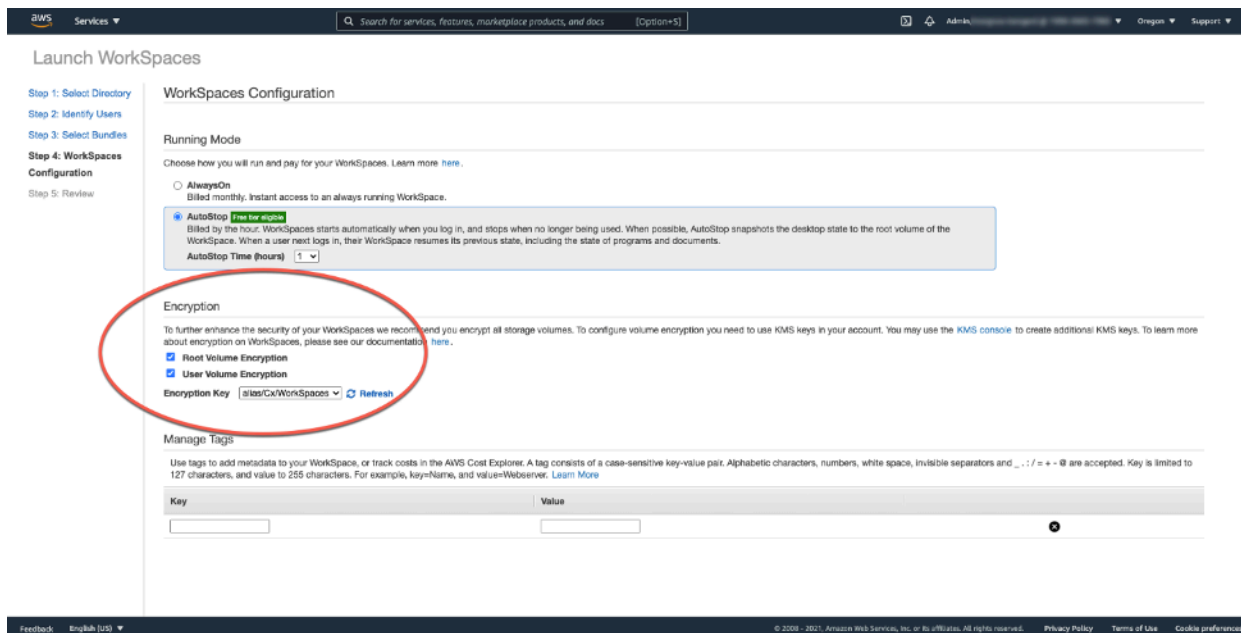 aws Services ▼ Search for services, features, marketplace products, and docs [Option+S] Admin Oregon ▼ Support ▼
Launch WorkSpaces
Step 1: Select Directory
Step 2: Identify Users
Step 3: Select Bundles
Step 4: WorkSpaces
Configuration
Step 5: Review
WorkSpaces Configuration
Running Mode
Choose how you will run and pay for your WorkSpaces. Learn more here.
AlwaysOn
Billed monthly. Instant access to an always running WorkSpace.
AutoStop Free tier eligible
Billed by the hour. WorkSpaces starts automatically when you log in, and stops when no longer being used. When possible, AutoStop snapshots the desktop state to the root volume of the
WorkSpace. When a user next logs in, their WorkSpace resumes its previous state, including the state of programs and documents.
AutoStop Time (hours) 1
Encryption
To further enhance the security of your WorkSpaces we recommend you encrypt all storage volumes. To configure volume encryption you need to use KMS keys in your account. You may use the KMS console to create additional KMS keys. To learn more
about encryption on WorkSpaces, please see our documentation here.
Root Volume Encryption
User Volume Encryption
Encryption Key alias/Cx/WorkSpaces Refresh
Manage Tags
Use tags to add metadata to your WorkSpace, or track costs in the AWS Cost Explorer. A tag consists of a case-sensitive key-value pair. Alphabetic characters, numbers, white space, invisible separators and _ . : / = + - @ are accepted. Key is limited to
127 characters, and value to 255 characters. For example, key=Name, and value=Webserver. Learn More
Key Value
Feedback English (US) ▼ © 2008 - 2021, Amazon Web Services, Inc. or its affiliates. All rights reserved. Privacy Policy Terms of Use Cookie preferences